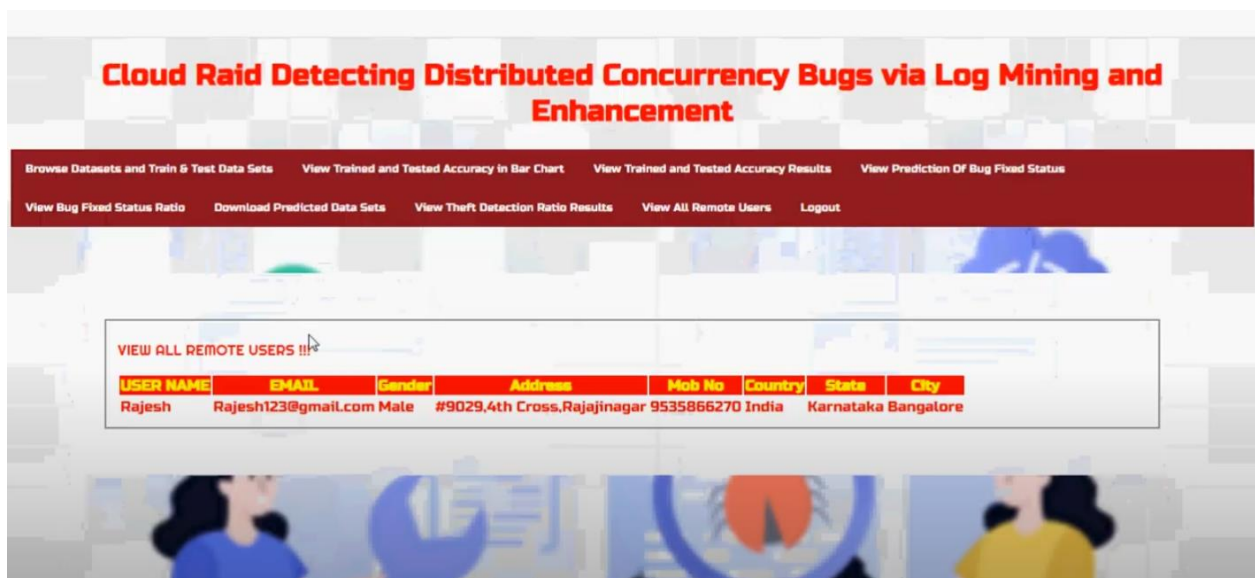 Cloud Raid Detecting Distributed Concurrency Bugs via Log Mining and
Enhancement
Browse Datasets and Train & Test Data Sets View Trained and Tested Accuracy in Bar Chart View Trained and Tested Accuracy Results View Prediction Of Bug Fixed Status
View Bug Fixed Status Ratio Download Predicted Data Sets View Theft Detection Ratio Results View All Remote Users Logout
VIEW ALL REMOTE USERS !!!
USER NAME EMAIL Gender Address Mob No Country State City
Rajesh Rajesh123@gmail.com Male #9029,4th Cross,Rajajinagar 9535866270 India Karnataka Bangalore